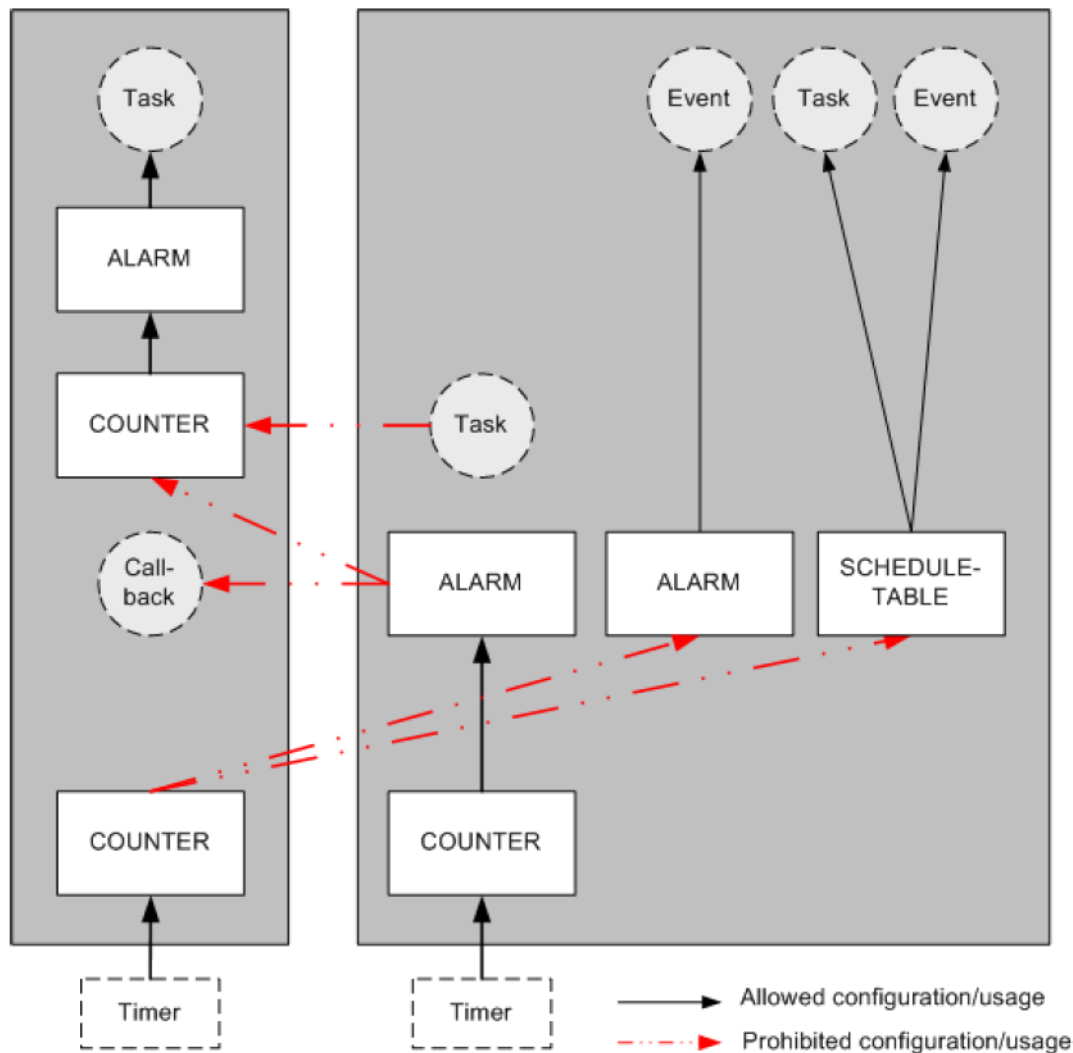 Task
Event
Task
Event
ALARM
COUNTER
Task
Call-
back
ALARM
ALARM
SCHEDULE-
TABLE
COUNTER
COUNTER
Timer
Timer
Allowed configuration/usage
Prohibited configuration/usage